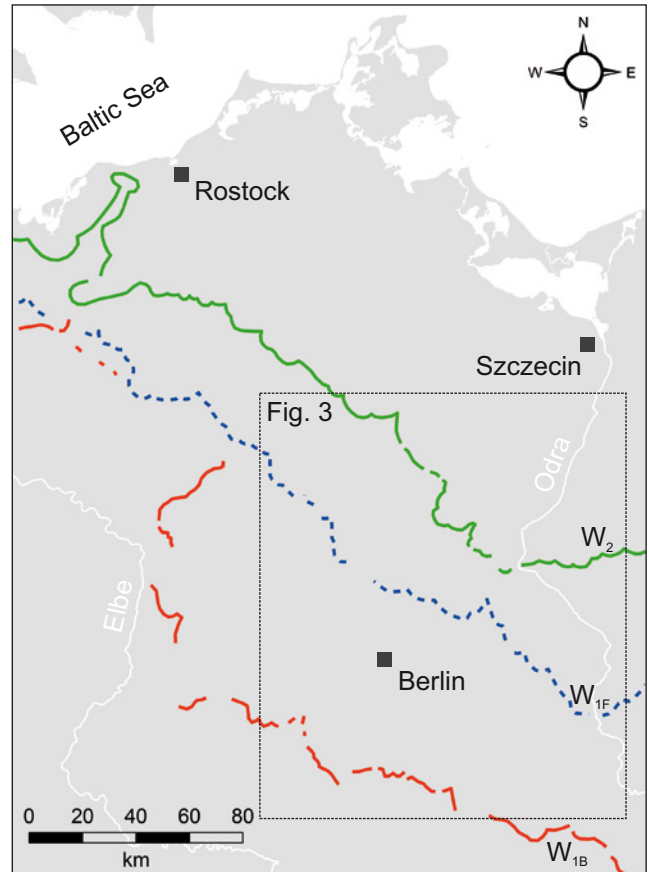 N
W E
S
Baltic Sea
Rostock
Szczecin
Fig. 3
Odra
W2
Elbe
Berlin
W1F
0 20 40 60 80
km
W1B